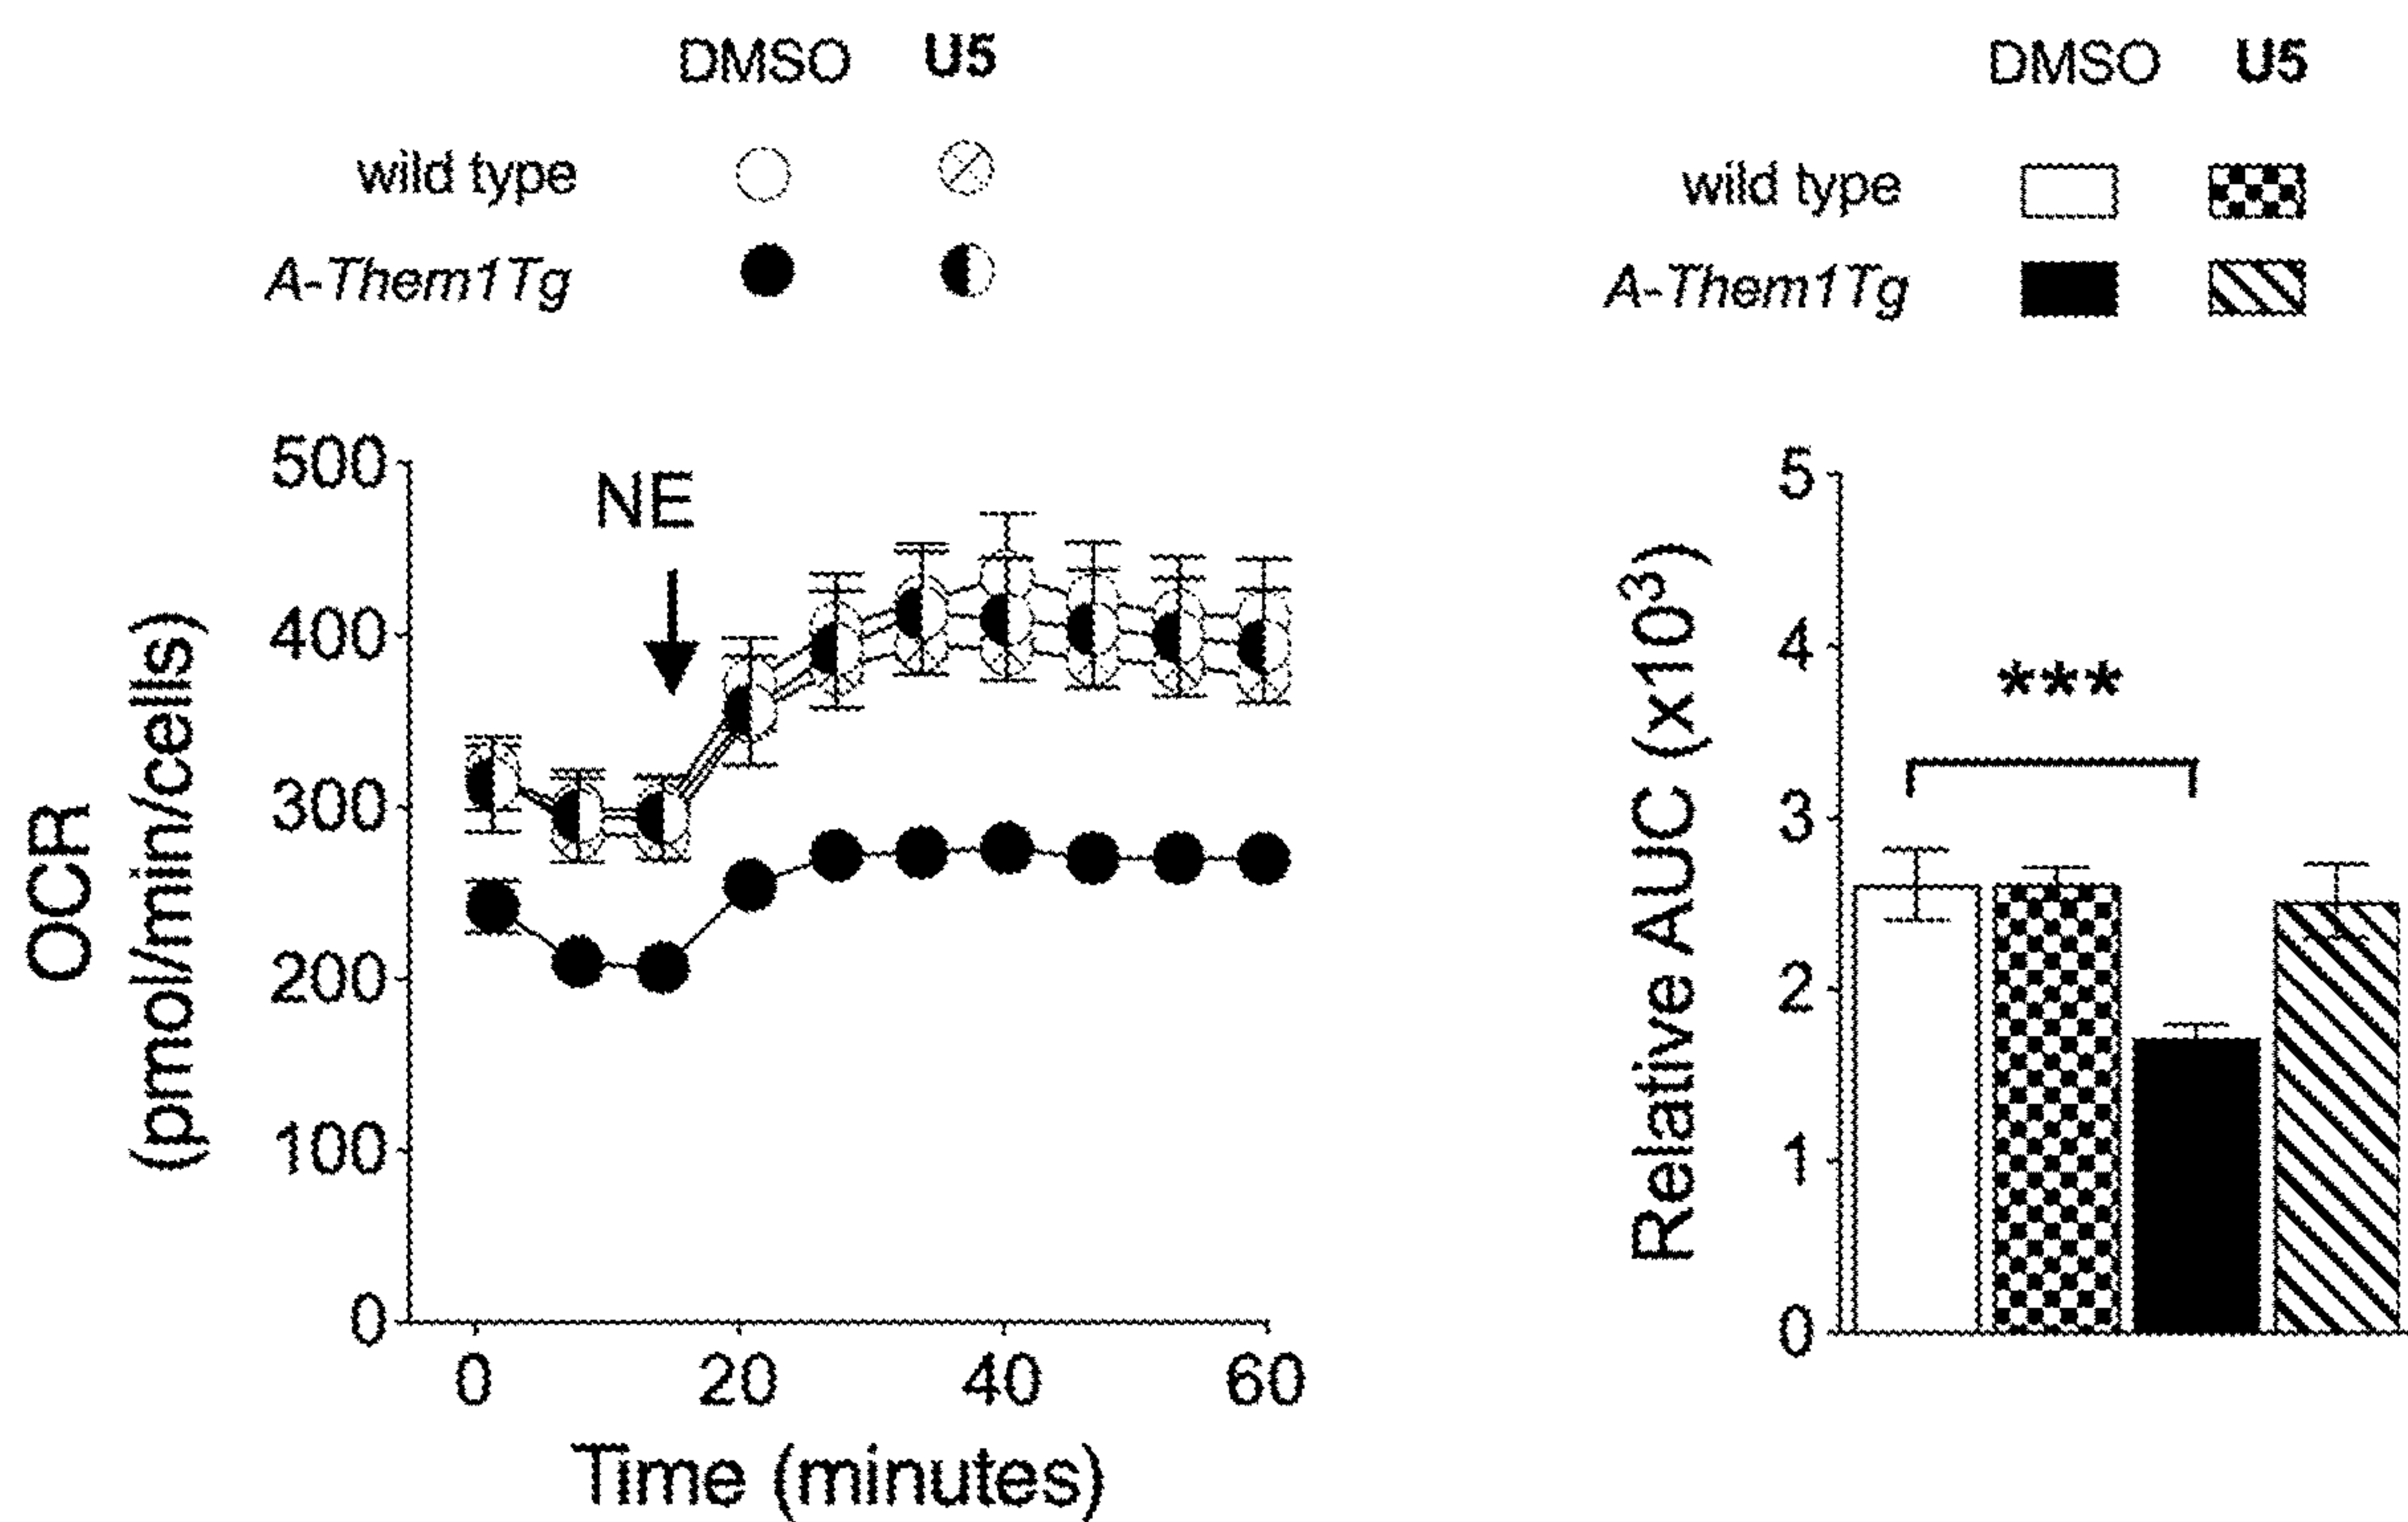 DMSO U5
wild type
A-Them1Tg
500
400
300
200
100
0
OCR
(pmol/min/cells)
NE
0 20 40 60
Time (minutes)
DMSO U5
wild type
A-Them1Tg
5
4
3
2
1
0
Relative AUC (x10³)
***